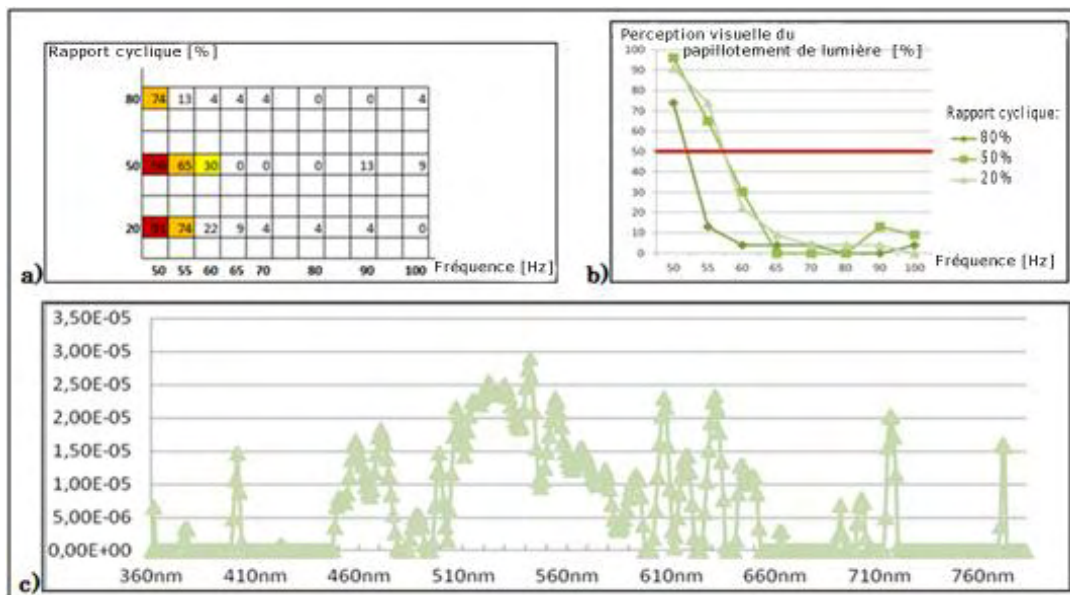 Rapport cyclique [%]
80 74 13 4 4 4 0 0 4
50 65 30 0 0 0 13 9
20 74 22 9 4 4 4 0
50 55 60 65 70 80 90 100 Fréquence [Hz]
a)
Perception visuelle du
papillotement de lumière [%]
100
90
80
70
60
50
40
30
20
10
0
50 55 60 65 70 80 90 100
Fréquence [Hz]
Rapport cyclique:
80%
50%
20%
b)
3,50E-05
3,00E-05
2,50E-05
2,00E-05
1,50E-05
1,00E-05
5,00E-06
0,00E+00
360nm 410nm 460nm 510nm 560nm 610nm 660nm 710nm 760nm
c)